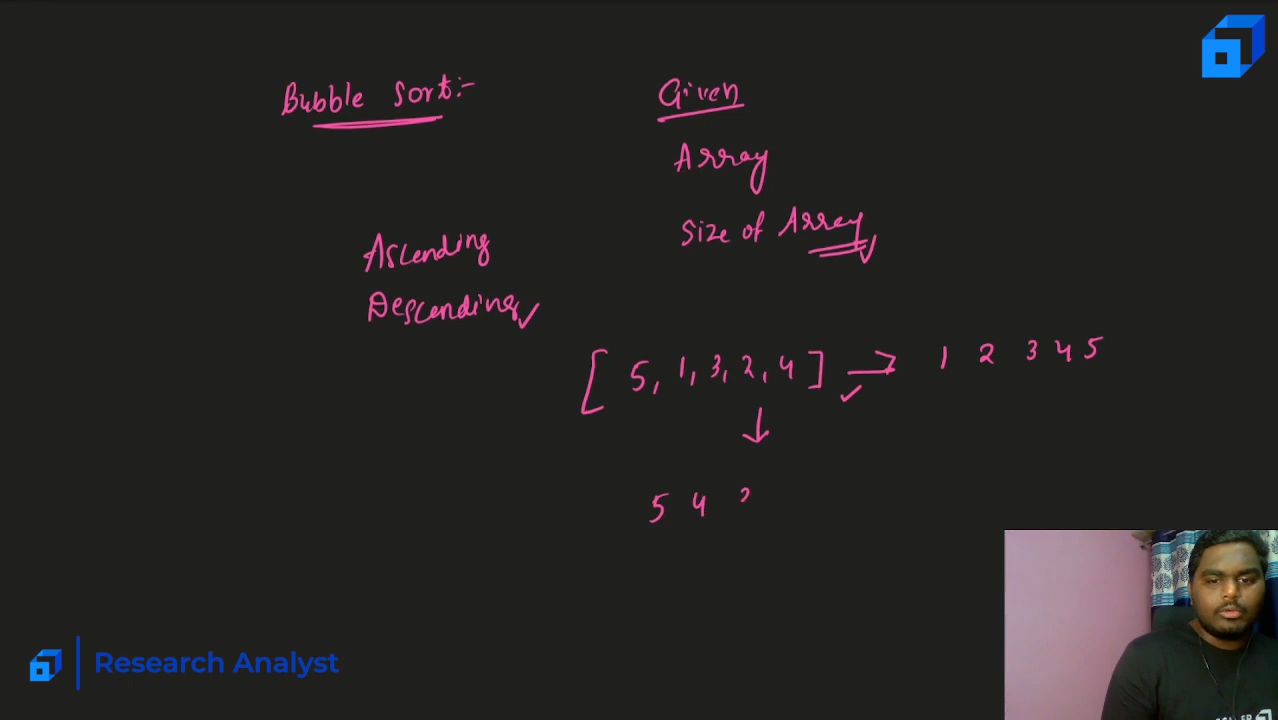 Bubble Sort:-
Given
Array
Size of Array
Ascending
Descending
[ 5, 1, 3, 2, 4 ] → 1 2 3 4 5
↓
5 4
Research Analyst